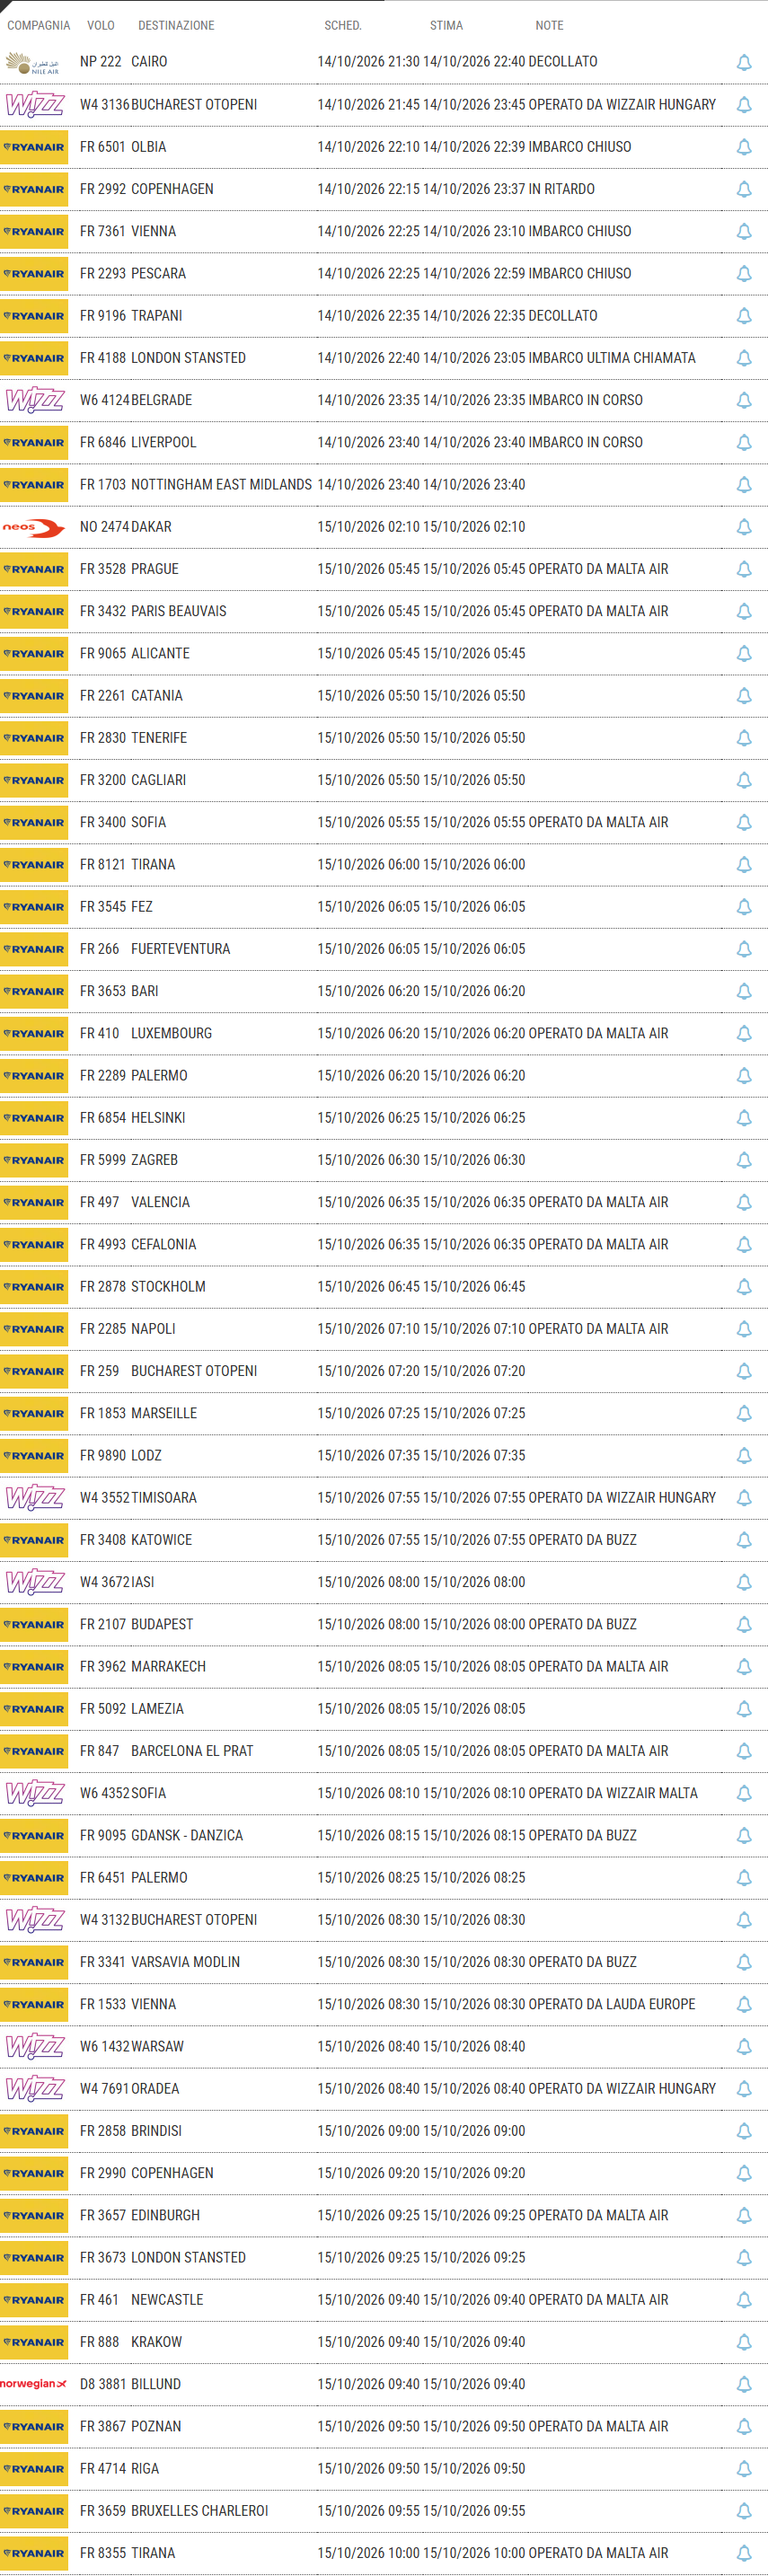 COMPAGNIA VOLO DESTINAZIONE SCHED. STIMA NOTE
النيل للطيران NILE AIR NP 222 CAIRO 14/10/2026 21:30 14/10/2026 22:40 DECOLLATO
WIZZ W4 3136 BUCHAREST OTOPENI 14/10/2026 21:45 14/10/2026 23:45 OPERATO DA WIZZAIR HUNGARY
RYANAIR FR 6501 OLBIA 14/10/2026 22:10 14/10/2026 22:39 IMBARCO CHIUSO
RYANAIR FR 2992 COPENHAGEN 14/10/2026 22:15 14/10/2026 23:37 IN RITARDO
RYANAIR FR 7361 VIENNA 14/10/2026 22:25 14/10/2026 23:10 IMBARCO CHIUSO
RYANAIR FR 2293 PESCARA 14/10/2026 22:25 14/10/2026 22:59 IMBARCO CHIUSO
RYANAIR FR 9196 TRAPANI 14/10/2026 22:35 14/10/2026 22:35 DECOLLATO
RYANAIR FR 4188 LONDON STANSTED 14/10/2026 22:40 14/10/2026 23:05 IMBARCO ULTIMA CHIAMATA
WIZZ W6 4124 BELGRADE 14/10/2026 23:35 14/10/2026 23:35 IMBARCO IN CORSO
RYANAIR FR 6846 LIVERPOOL 14/10/2026 23:40 14/10/2026 23:40 IMBARCO IN CORSO
RYANAIR FR 1703 NOTTINGHAM EAST MIDLANDS 14/10/2026 23:40 14/10/2026 23:40
neos NO 2474 DAKAR 15/10/2026 02:10 15/10/2026 02:10
RYANAIR FR 3528 PRAGUE 15/10/2026 05:45 15/10/2026 05:45 OPERATO DA MALTA AIR
RYANAIR FR 3432 PARIS BEAUVAIS 15/10/2026 05:45 15/10/2026 05:45 OPERATO DA MALTA AIR
RYANAIR FR 9065 ALICANTE 15/10/2026 05:45 15/10/2026 05:45
RYANAIR FR 2261 CATANIA 15/10/2026 05:50 15/10/2026 05:50
RYANAIR FR 2830 TENERIFE 15/10/2026 05:50 15/10/2026 05:50
RYANAIR FR 3200 CAGLIARI 15/10/2026 05:50 15/10/2026 05:50
RYANAIR FR 3400 SOFIA 15/10/2026 05:55 15/10/2026 05:55 OPERATO DA MALTA AIR
RYANAIR FR 8121 TIRANA 15/10/2026 06:00 15/10/2026 06:00
RYANAIR FR 3545 FEZ 15/10/2026 06:05 15/10/2026 06:05
RYANAIR FR 266 FUERTEVENTURA 15/10/2026 06:05 15/10/2026 06:05
RYANAIR FR 3653 BARI 15/10/2026 06:20 15/10/2026 06:20
RYANAIR FR 410 LUXEMBOURG 15/10/2026 06:20 15/10/2026 06:20 OPERATO DA MALTA AIR
RYANAIR FR 2289 PALERMO 15/10/2026 06:20 15/10/2026 06:20
RYANAIR FR 6854 HELSINKI 15/10/2026 06:25 15/10/2026 06:25
RYANAIR FR 5999 ZAGREB 15/10/2026 06:30 15/10/2026 06:30
RYANAIR FR 497 VALENCIA 15/10/2026 06:35 15/10/2026 06:35 OPERATO DA MALTA AIR
RYANAIR FR 4993 CEFALONIA 15/10/2026 06:35 15/10/2026 06:35 OPERATO DA MALTA AIR
RYANAIR FR 2878 STOCKHOLM 15/10/2026 06:45 15/10/2026 06:45
RYANAIR FR 2285 NAPOLI 15/10/2026 07:10 15/10/2026 07:10 OPERATO DA MALTA AIR
RYANAIR FR 259 BUCHAREST OTOPENI 15/10/2026 07:20 15/10/2026 07:20
RYANAIR FR 1853 MARSEILLE 15/10/2026 07:25 15/10/2026 07:25
RYANAIR FR 9890 LODZ 15/10/2026 07:35 15/10/2026 07:35
WIZZ W4 3552 TIMISOARA 15/10/2026 07:55 15/10/2026 07:55 OPERATO DA WIZZAIR HUNGARY
RYANAIR FR 3408 KATOWICE 15/10/2026 07:55 15/10/2026 07:55 OPERATO DA BUZZ
WIZZ W4 3672 IASI 15/10/2026 08:00 15/10/2026 08:00
RYANAIR FR 2107 BUDAPEST 15/10/2026 08:00 15/10/2026 08:00 OPERATO DA BUZZ
RYANAIR FR 3962 MARRAKECH 15/10/2026 08:05 15/10/2026 08:05 OPERATO DA MALTA AIR
RYANAIR FR 5092 LAMEZIA 15/10/2026 08:05 15/10/2026 08:05
RYANAIR FR 847 BARCELONA EL PRAT 15/10/2026 08:05 15/10/2026 08:05 OPERATO DA MALTA AIR
WIZZ W6 4352 SOFIA 15/10/2026 08:10 15/10/2026 08:10 OPERATO DA WIZZAIR MALTA
RYANAIR FR 9095 GDANSK - DANZICA 15/10/2026 08:15 15/10/2026 08:15 OPERATO DA BUZZ
RYANAIR FR 6451 PALERMO 15/10/2026 08:25 15/10/2026 08:25
WIZZ W4 3132 BUCHAREST OTOPENI 15/10/2026 08:30 15/10/2026 08:30
RYANAIR FR 3341 VARSAVIA MODLIN 15/10/2026 08:30 15/10/2026 08:30 OPERATO DA BUZZ
RYANAIR FR 1533 VIENNA 15/10/2026 08:30 15/10/2026 08:30 OPERATO DA LAUDA EUROPE
WIZZ W6 1432 WARSAW 15/10/2026 08:40 15/10/2026 08:40
WIZZ W4 7691 ORADEA 15/10/2026 08:40 15/10/2026 08:40 OPERATO DA WIZZAIR HUNGARY
RYANAIR FR 2858 BRINDISI 15/10/2026 09:00 15/10/2026 09:00
RYANAIR FR 2990 COPENHAGEN 15/10/2026 09:20 15/10/2026 09:20
RYANAIR FR 3657 EDINBURGH 15/10/2026 09:25 15/10/2026 09:25 OPERATO DA MALTA AIR
RYANAIR FR 3673 LONDON STANSTED 15/10/2026 09:25 15/10/2026 09:25
RYANAIR FR 461 NEWCASTLE 15/10/2026 09:40 15/10/2026 09:40 OPERATO DA MALTA AIR
RYANAIR FR 888 KRAKOW 15/10/2026 09:40 15/10/2026 09:40
norwegian D8 3881 BILLUND 15/10/2026 09:40 15/10/2026 09:40
RYANAIR FR 3867 POZNAN 15/10/2026 09:50 15/10/2026 09:50 OPERATO DA MALTA AIR
RYANAIR FR 4714 RIGA 15/10/2026 09:50 15/10/2026 09:50
RYANAIR FR 3659 BRUXELLES CHARLEROI 15/10/2026 09:55 15/10/2026 09:55
RYANAIR FR 8355 TIRANA 15/10/2026 10:00 15/10/2026 10:00 OPERATO DA MALTA AIR